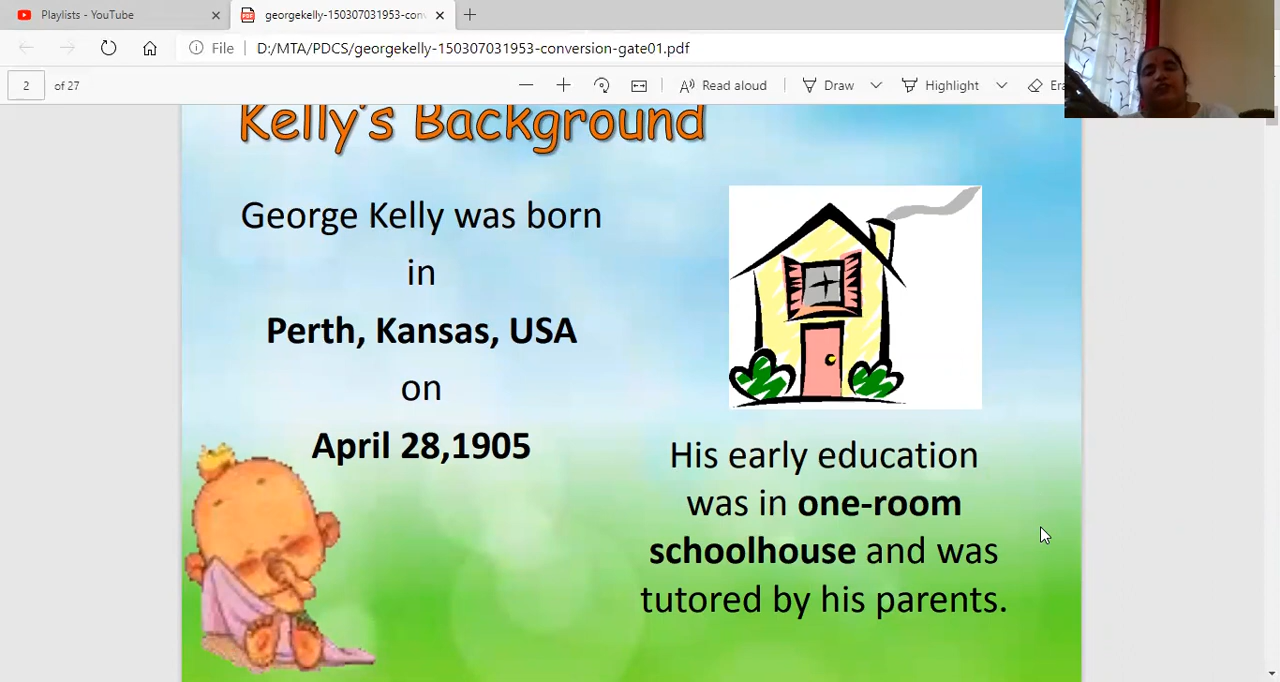 Playlists - YouTube
georgekelly-150307031953-con
File
D:/MTA/PDCS/georgekelly-150307031953-conversion-gate01.pdf
2
of 27
Read aloud
Draw
Highlight
Era
Kelly's Background
George Kelly was born
in
Perth, Kansas, USA
on
April 28,1905
His early education
was in one-room
schoolhouse and was
tutored by his parents.